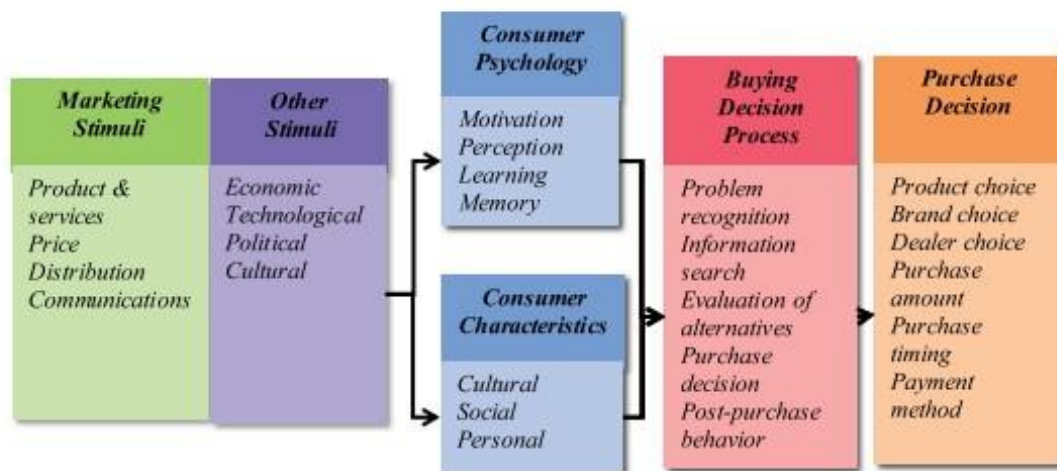 Marketing
Stimuli
Product &
services
Price
Distribution
Communications
Other
Stimuli
Economic
Technological
Political
Cultural
Consumer
Psychology
Motivation
Perception
Learning
Memory
Consumer
Characteristics
Cultural
Social
Personal
Buying
Decision
Process
Problem
recognition
Information
search
Evaluation of
alternatives
Purchase
decision
Post-purchase
behavior
Purchase
Decision
Product choice
Brand choice
Dealer choice
Purchase
amount
Purchase
timing
Payment
method